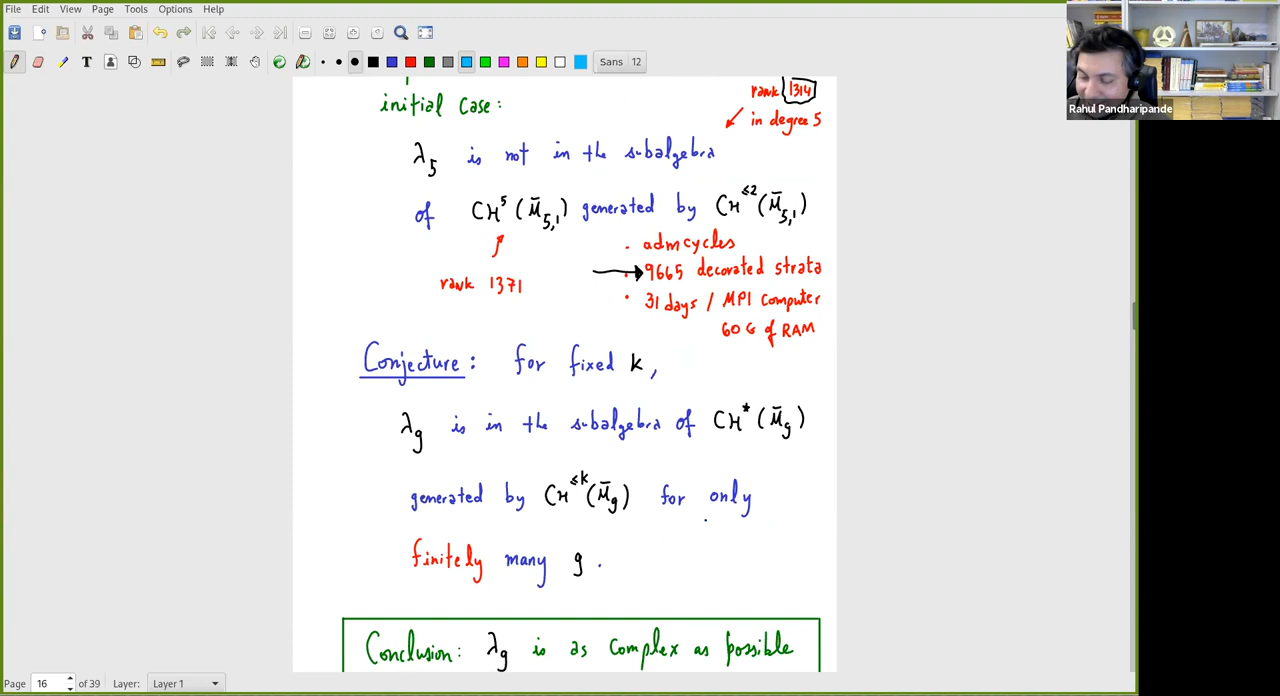 File Edit View Papers Tools Options Help
Sans 12
rank 1314
initial case:
in degree 5
λ₅ is not in the subalgebra
of CH⁵(M̄₅,₁) generated by CH^≤2(M̄₅,₁)
· admcycles
rank 1371
· 9665 decorated strata
· 31 days / MPI Computer
60 G of RAM
Conjecture: for fixed k,
λg is in the subalgebra of CH*(M̄g)
generated by CH^≤k(M̄g) for only
finitely many g.
Conclusion: λg is as complex as possible
Page 16 of 39 Layer: Layer 1
Rahul Pandharipande